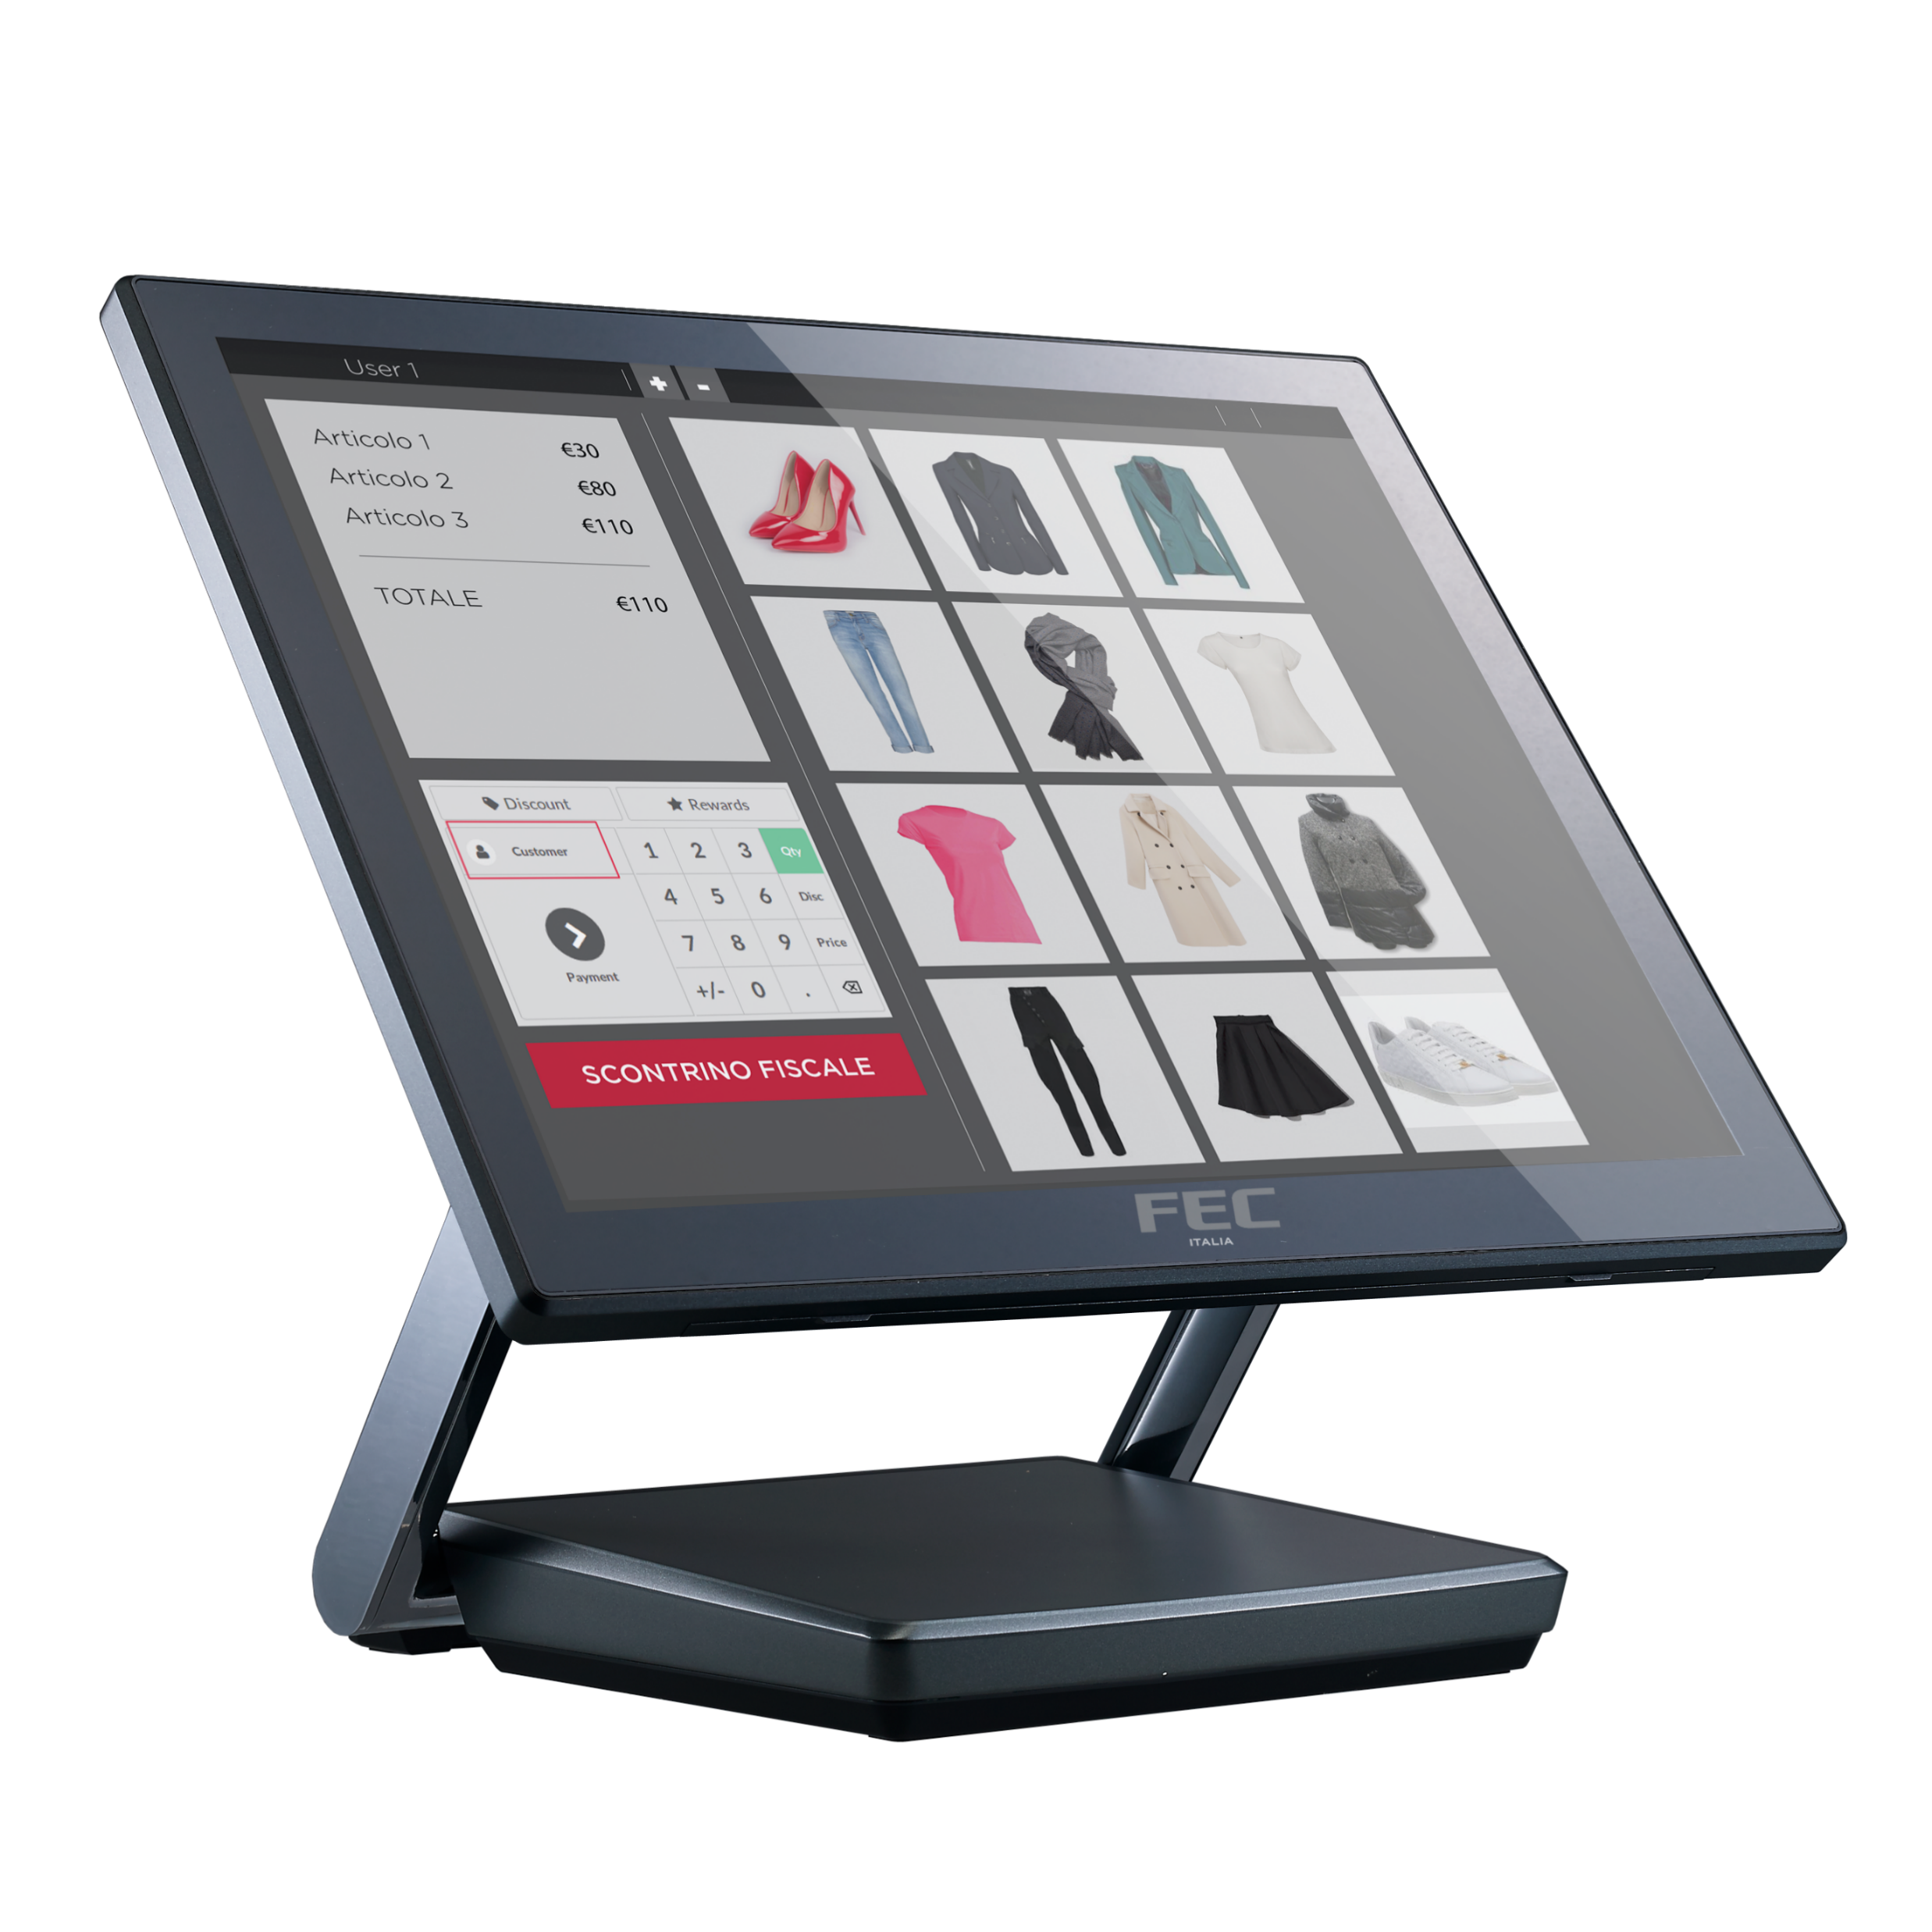 User 1
+ -
Articolo 1 €30
Articolo 2 €80
Articolo 3 €110
TOTALE €110
Discount Rewards
Customer 1 2 3 Qty
4 5 6 Disc
7 8 9 Price
Payment
+/- 0 .
SCONTRINO FISCALE
FEC
ITALIA